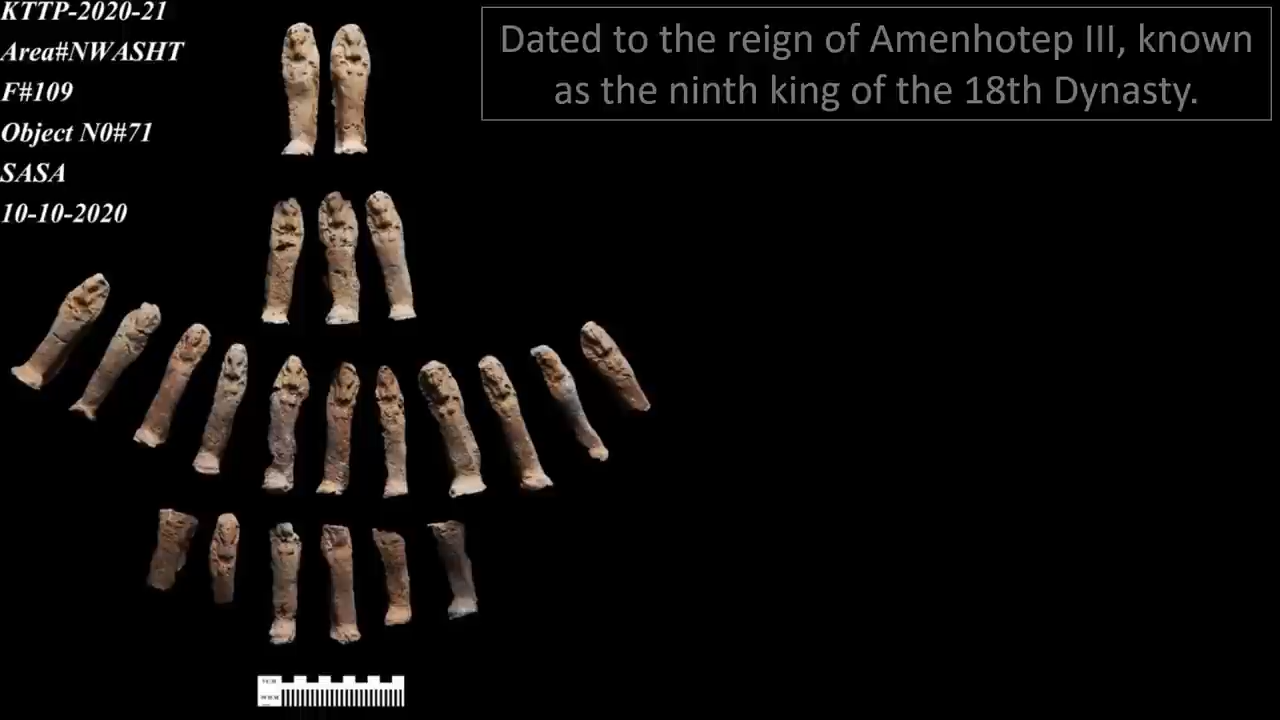 KTTP-2020-21
Area#NWASHT
F#109
Object N0#71
SASA
10-10-2020
Dated to the reign of Amenhotep III, known
as the ninth king of the 18th Dynasty.